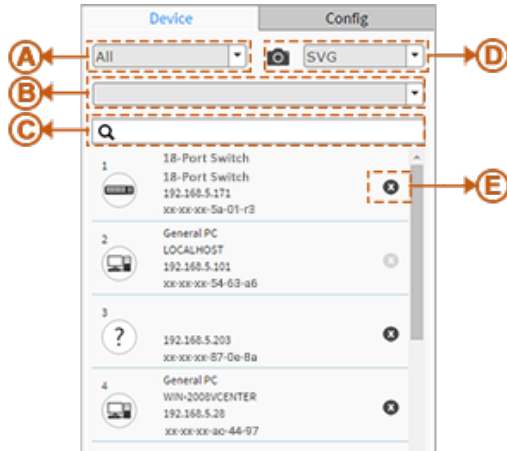 Device Config
A All SVG D
B
C
1 18-Port Switch
18-Port Switch
192.168.5.171 E
xx-xx-xx-5a-01-r3
2 General PC
LOCALHOST
192.168.5.101
xx-xx-xx-54-63-a6
3
? 192.168.5.203
xx-xx-xx-87-0e-8a
4 General PC
WIN-2008VCENTER
192.168.5.28
xx-xx-xx-ac-44-97